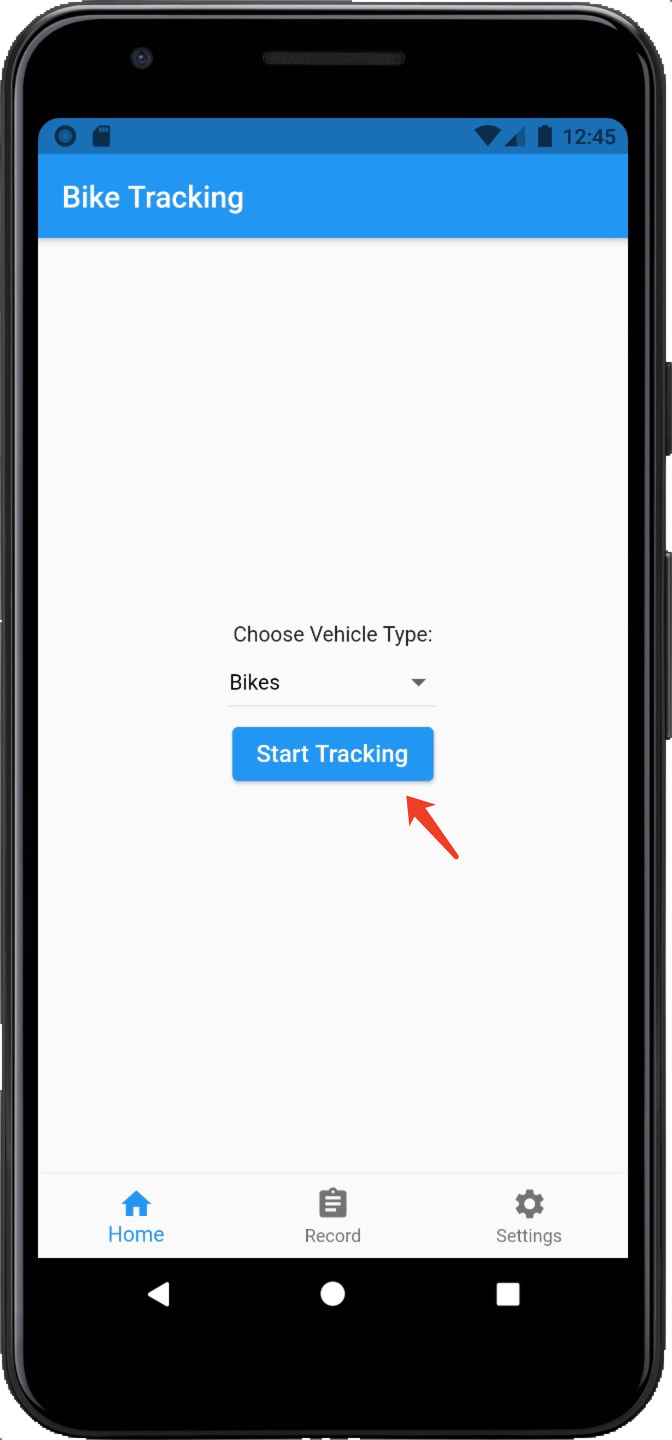 12:45
Bike Tracking
Choose Vehicle Type:
Bikes
Start Tracking
Home
Record
Settings